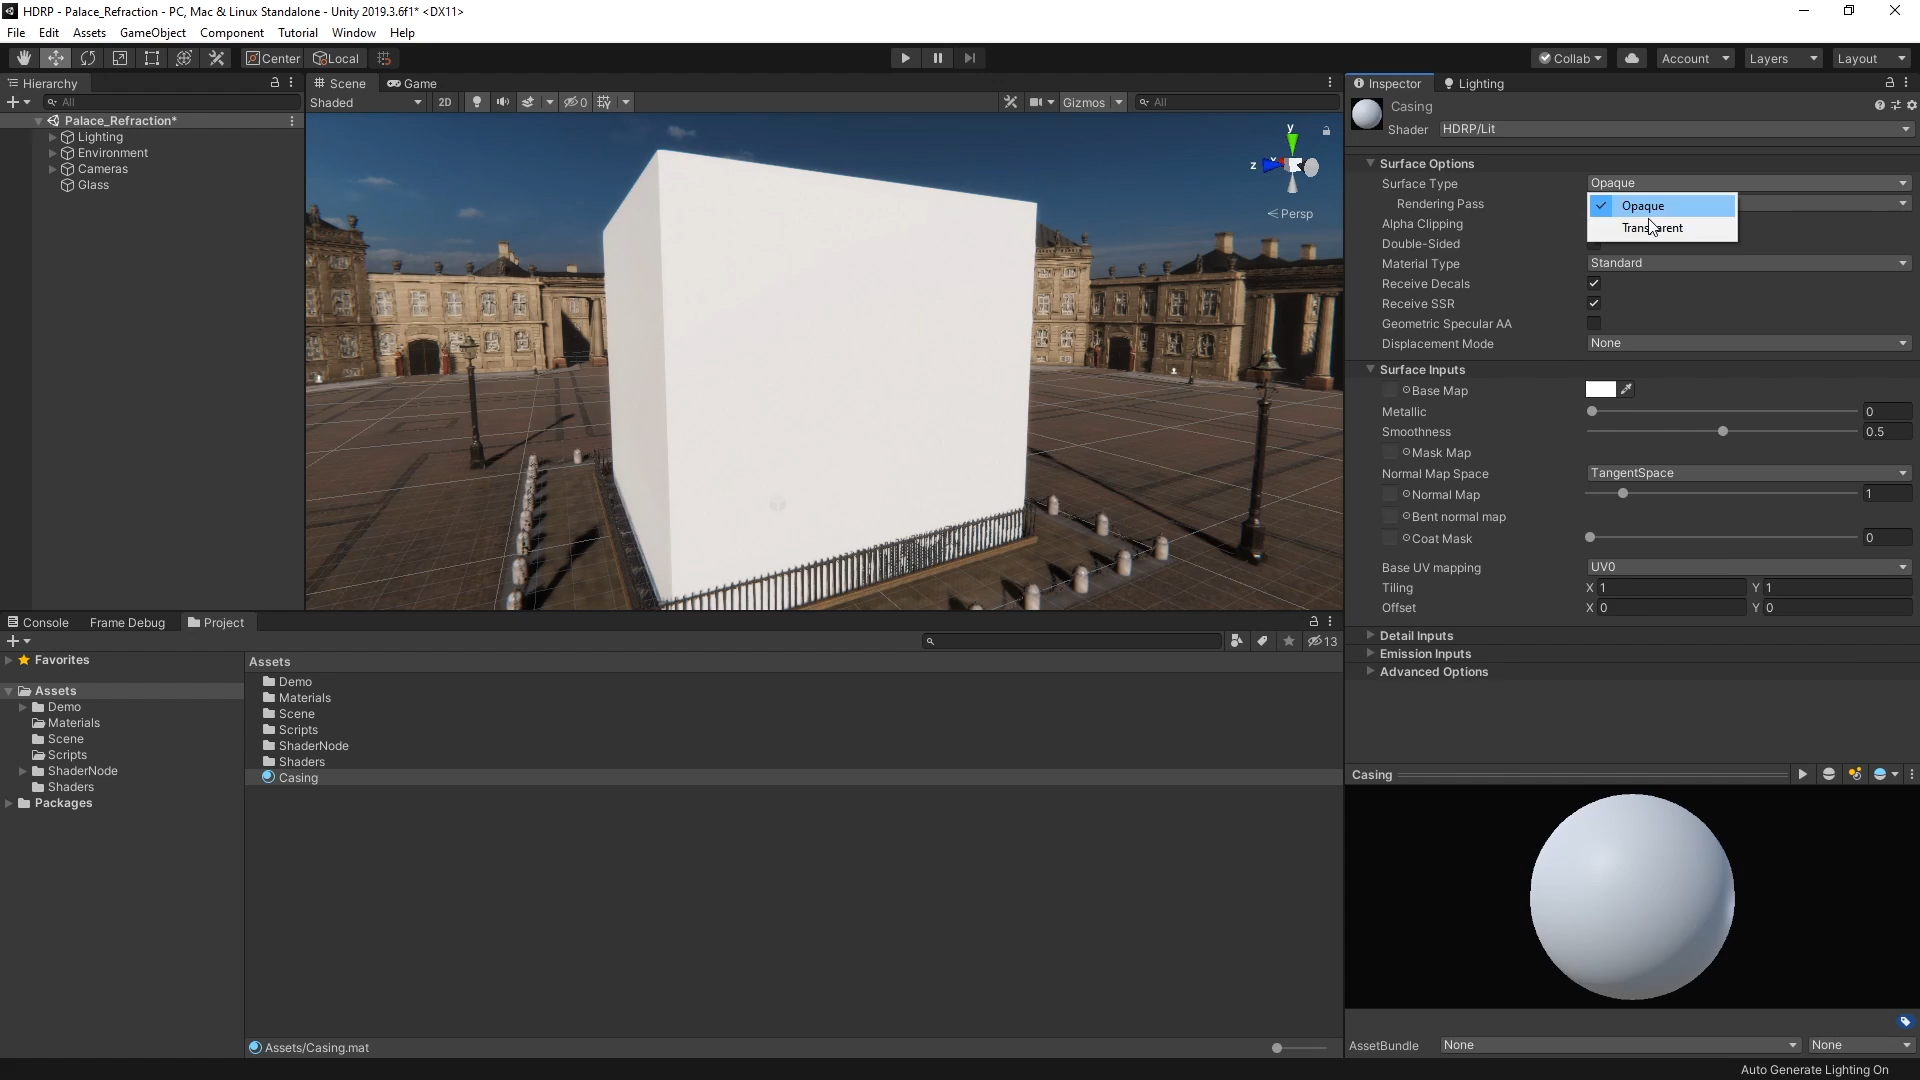 HDRP - Palace_Refraction - PC, Mac & Linux Standalone - Unity 2019.3.6f1* <DX11>
File Edit Assets GameObject Component Tutorial Window Help
Center Local Collab Account Layers Layout
Hierarchy
All
Palace_Refraction*
Lighting
Environment
Cameras
Glass
Scene Game
Shaded 2D 0 Gizmos All
y
z
Persp
Inspector Lighting
Casing
Shader HDRP/Lit
Surface Options
Surface Type Opaque
Rendering Pass
Opaque
Transparent
Alpha Clipping
Double-Sided
Material Type Standard
Receive Decals
Receive SSR
Geometric Specular AA
Displacement Mode None
Surface Inputs
Base Map
Metallic 0
Smoothness 0.5
Mask Map
Normal Map Space TangentSpace
Normal Map 1
Bent normal map
Coat Mask 0
Base UV mapping UV0
Tiling X 1 Y 1
Offset X 0 Y 0
Detail Inputs
Emission Inputs
Advanced Options
Console Frame Debug Project
13
Favorites
Assets
Demo
Materials
Scene
Scripts
ShaderNode
Shaders
Packages
Assets
Demo
Materials
Scene
Scripts
ShaderNode
Shaders
Casing
Assets/Casing.mat
Casing
AssetBundle None None
Auto Generate Lighting On